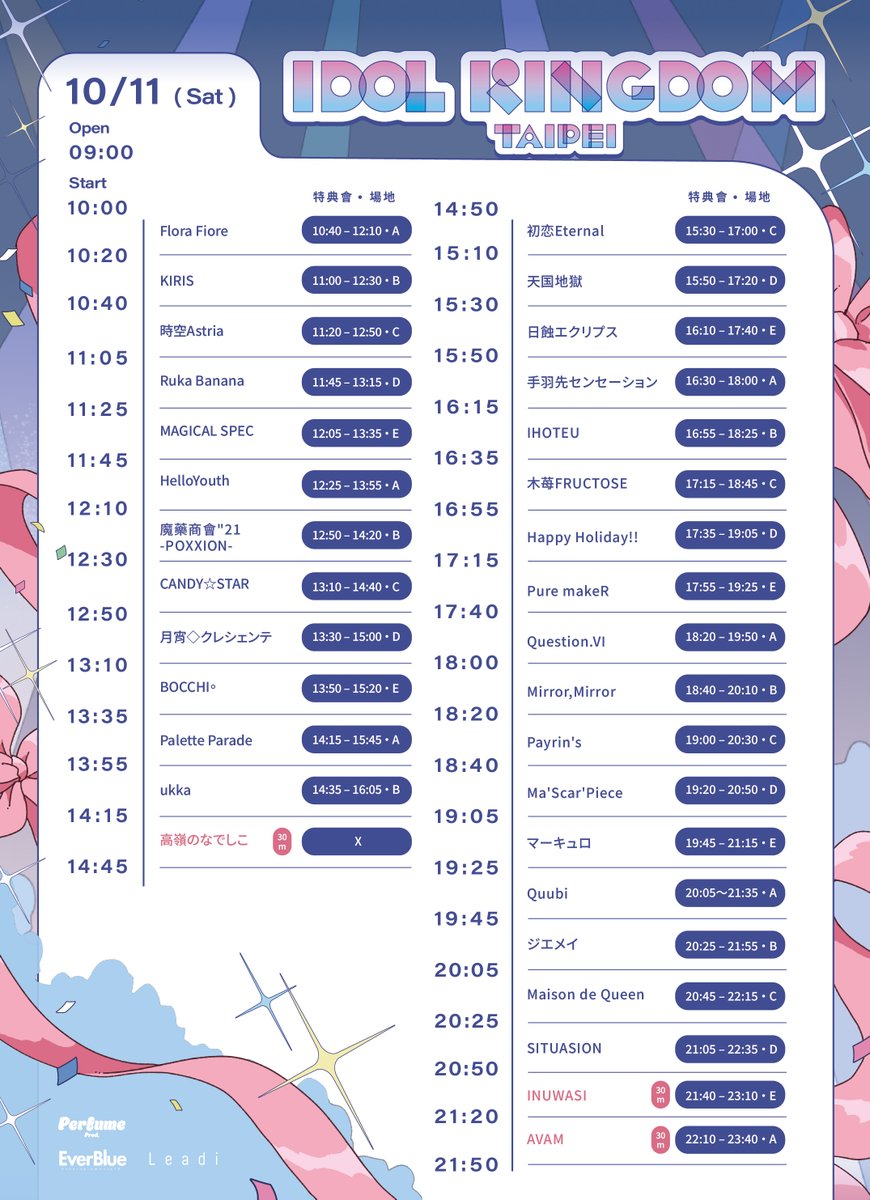 10/11 (Sat)
IDOL KINGDOM
TAIPEI
Open
09:00
Start
特典會・場地
10:00
Flora Fiore 10:40 – 12:10・A
10:20
KIRIS 11:00 – 12:30・B
10:40
時空Astria 11:20 – 12:50・C
11:05
Ruka Banana 11:45 – 13:15・D
11:25
MAGICAL SPEC 12:05 – 13:35・E
11:45
HelloYouth 12:25 – 13:55・A
12:10
魔藥商會"21
-POXXION- 12:50 – 14:20・B
12:30
CANDY☆STAR 13:10 – 14:40・C
12:50
月宵◇クレシェンテ 13:30 – 15:00・D
13:10
BOCCHI。 13:50 – 15:20・E
13:35
Palette Parade 14:15 – 15:45・A
13:55
ukka 14:35 – 16:05・B
14:15
高嶺のなでしこ 30m X
14:45
特典會・場地
14:50
初恋Eternal 15:30 – 17:00・C
15:10
天国地獄 15:50 – 17:20・D
15:30
日蝕エクリプス 16:10 – 17:40・E
15:50
手羽先センセーション 16:30 – 18:00・A
16:15
IHOTEU 16:55 – 18:25・B
16:35
木苺FRUCTOSE 17:15 – 18:45・C
16:55
Happy Holiday!! 17:35 – 19:05・D
17:15
Pure makeR 17:55 – 19:25・E
17:40
Question.VI 18:20 – 19:50・A
18:00
Mirror,Mirror 18:40 – 20:10・B
18:20
Payrin's 19:00 – 20:30・C
18:40
Ma'Scar'Piece 19:20 – 20:50・D
19:05
マーキュロ 19:45 – 21:15・E
19:25
Quubi 20:05〜21:35・A
19:45
ジエメイ 20:25 – 21:55・B
20:05
Maison de Queen 20:45 – 22:15・C
20:25
SITUASION 21:05 – 22:35・D
20:50
INUWASI 30m 21:40 – 23:10・E
21:20
AVAM 30m 22:10 – 23:40・A
21:50
Perfume
Prod.
EverBlue
Leadi